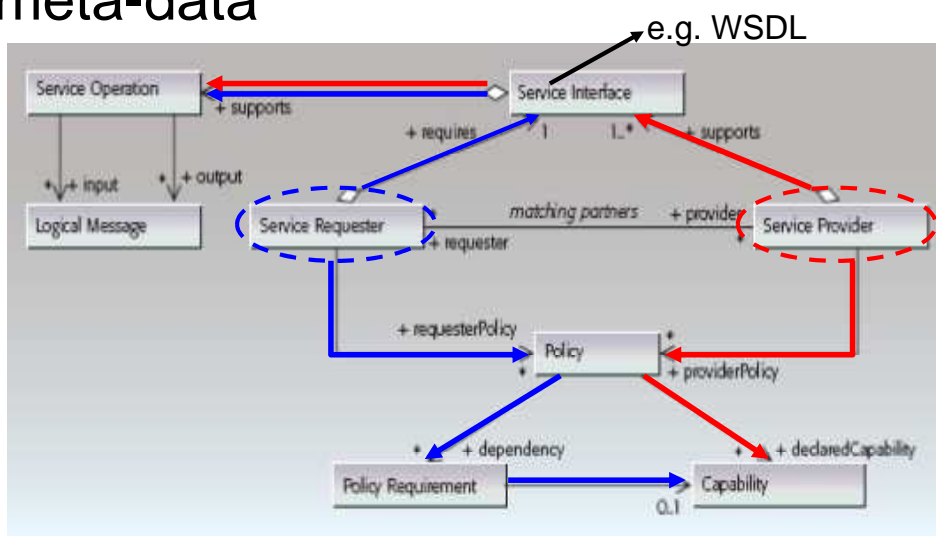 meta-data
e.g. WSDL
Service Operation
Service Interface
+ supports
+ requires
1
1..*
+ supports
* + input
* + output
Logical Message
Service Requester
*
matching partners
+ provider
Service Provider
+ requester
*
+ requesterPolicy
*
Policy
*
+ providerPolicy
* + dependency
* + declaredCapability
Policy Requirement
Capability
0..1